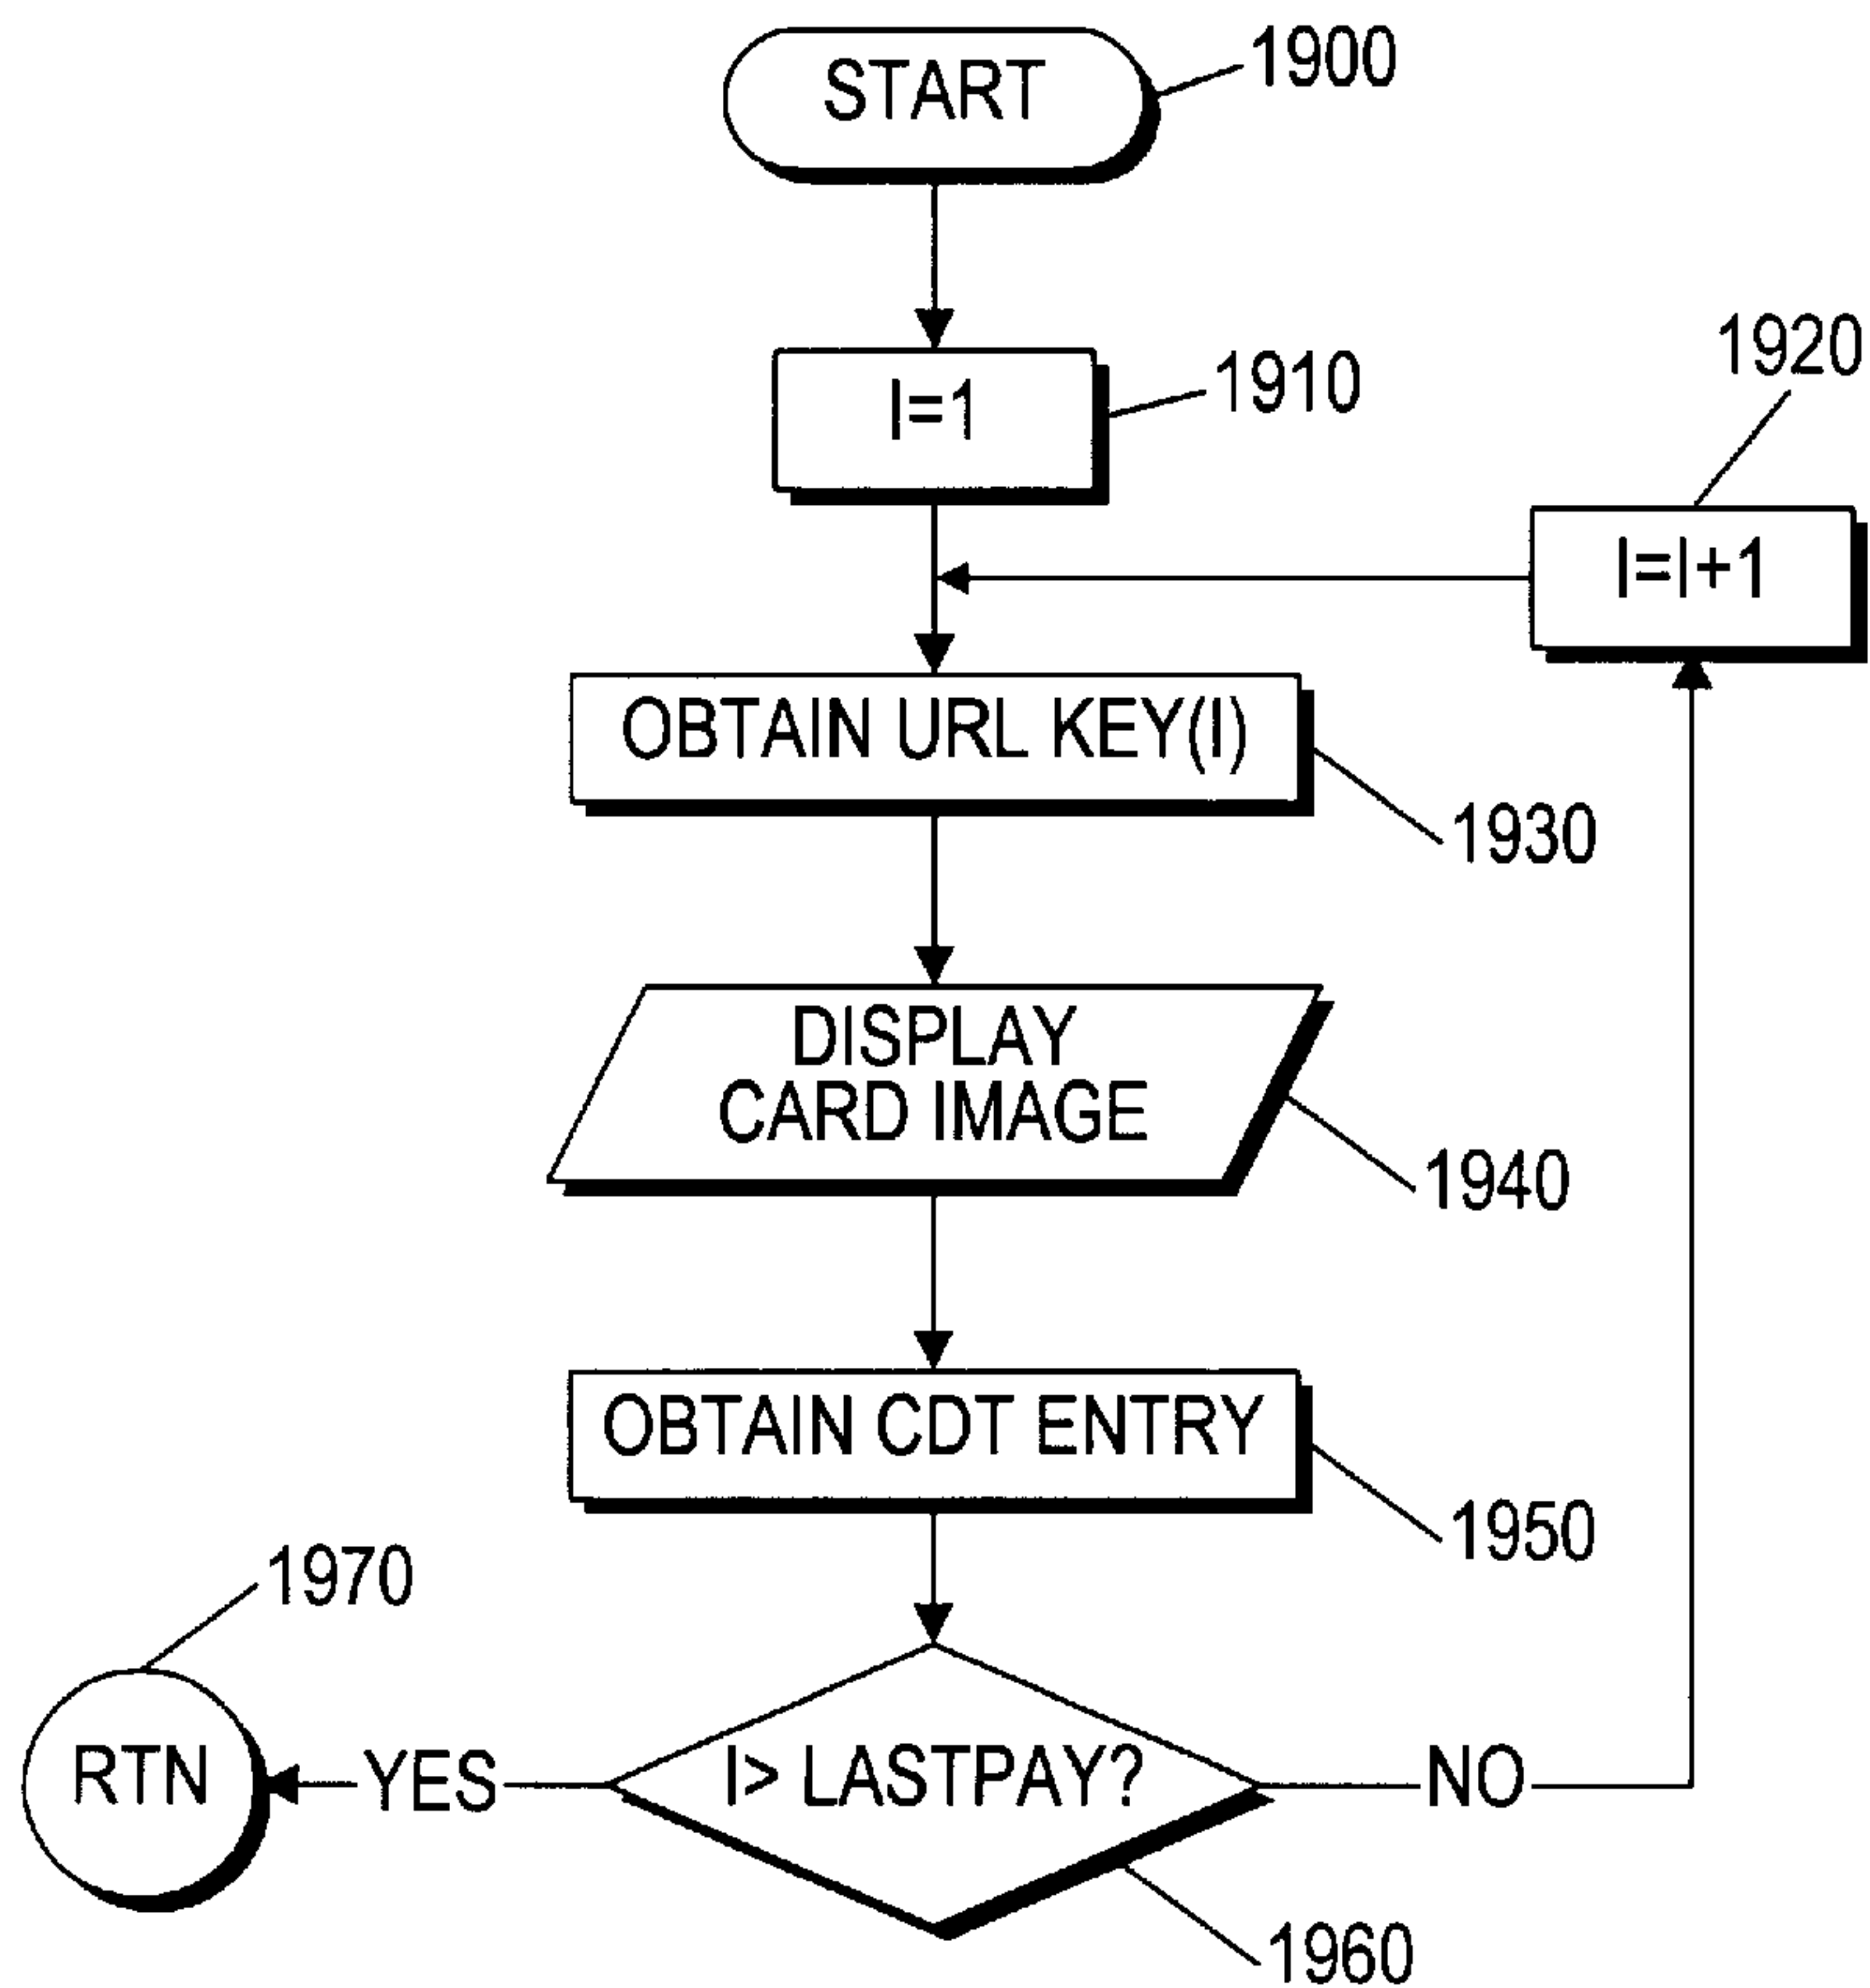 START
1900
I=1
1910
1920
I=I+1
OBTAIN URL KEY(I)
1930
DISPLAY
CARD IMAGE
1940
OBTAIN CDT ENTRY
1950
1970
RTN
YES
I> LASTPAY?
NO
1960